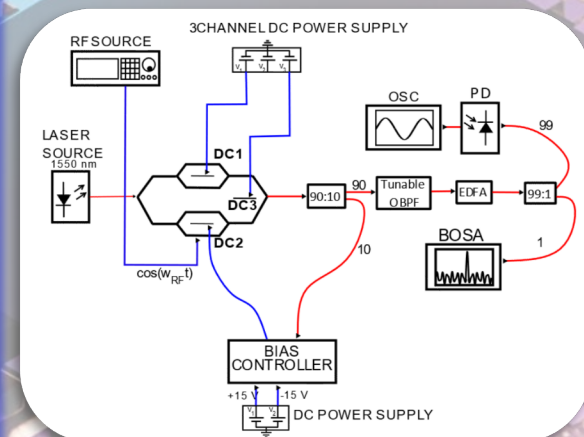 3CHANNEL DC POWER SUPPLY
RF SOURCE
V1 V2 V3
LASER
SOURCE
1550 nm
DC1
DC3
DC2
cos(wRFt)
90:10
90
10
Tunable
OBPF
EDFA
99:1
99
1
OSC
PD
BOSA
BIAS
CONTROLLER
+15 V
-15 V
V1 V2
DC POWER SUPPLY